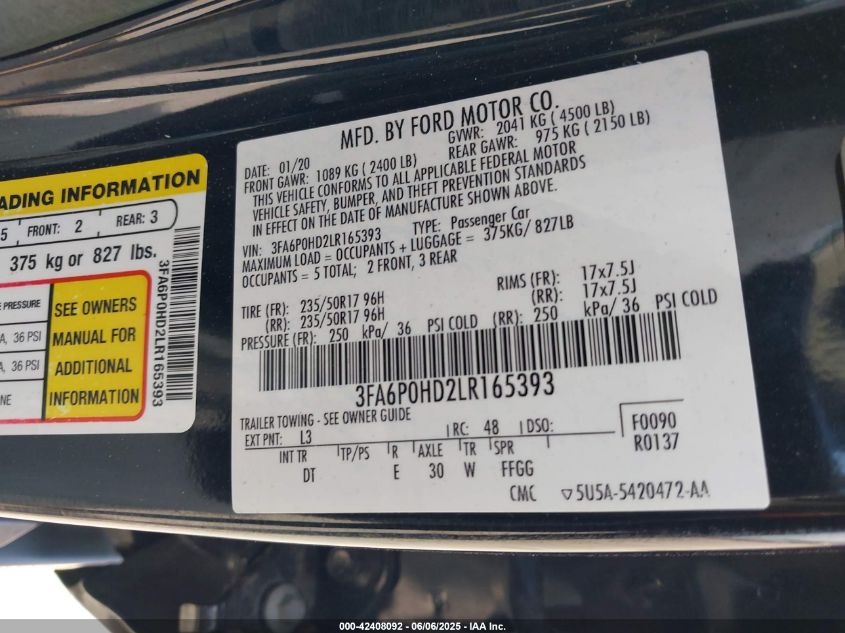 ADING INFORMATION
5 FRONT: 2 REAR: 3
375 kg or 827 lbs.
PRESSURE
36 PSI
36 PSI
NE
SEE OWNERS
MANUAL FOR
ADDITIONAL
INFORMATION
3FA6P0HD2LR165393
MFD. BY FORD MOTOR CO.
DATE: 01/20 GVWR: 2041 KG ( 4500 LB)
FRONT GAWR: 1089 KG ( 2400 LB) REAR GAWR: 975 KG ( 2150 LB)
THIS VEHICLE CONFORMS TO ALL APPLICABLE FEDERAL MOTOR
VEHICLE SAFETY, BUMPER, AND THEFT PREVENTION STANDARDS
IN EFFECT ON THE DATE OF MANUFACTURE SHOWN ABOVE.
VIN: 3FA6P0HD2LR165393 TYPE: Passenger Car
MAXIMUM LOAD = OCCUPANTS + LUGGAGE = 375KG/ 827LB
OCCUPANTS = 5 TOTAL; 2 FRONT, 3 REAR
TIRE (FR): 235/50R17 96H RIMS (FR): 17x7.5J
(RR): 235/50R17 96H (RR): 17x7.5J
PRESSURE (FR): 250 kPa/ 36 PSI COLD (RR): 250 kPa/ 36 PSI COLD
3FA6P0HD2LR165393
TRAILER TOWING - SEE OWNER GUIDE
EXT PNT: L3 RC: 48 DSO: F0090
R0137
INT TR TP/PS R AXLE TR SPR
DT E 30 W FFGG
CMC ▽5U5A-5420472-AA
000-42408092 - 06/06/2025 - IAA Inc.